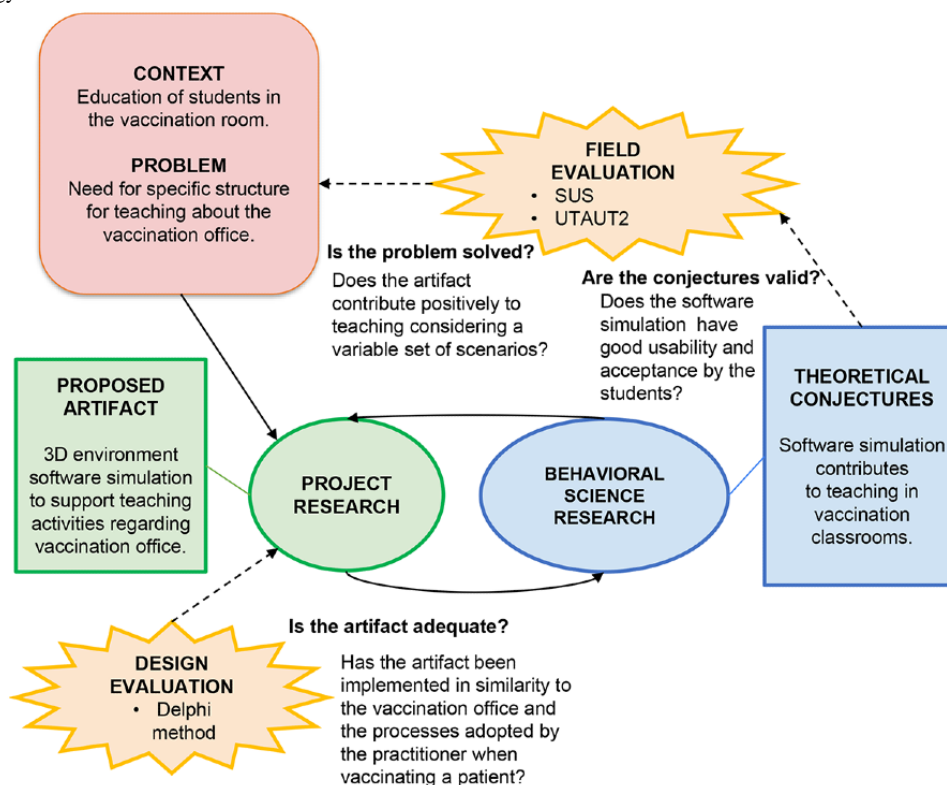 CONTEXT
Education of students in
the vaccination room.
PROBLEM
Need for specific structure
for teaching about the
vaccination office.
FIELD
EVALUATION
• SUS
• UTAUT2
Is the problem solved?
Does the artifact
contribute positively to
teaching considering a
variable set of scenarios?
Are the conjectures valid?
Does the software
simulation have
good usability and
acceptance by the
students?
PROPOSED
ARTIFACT
3D environment
software simulation
to support teaching
activities regarding
vaccination office.
PROJECT
RESEARCH
BEHAVIORAL
SCIENCE
RESEARCH
THEORETICAL
CONJECTURES
Software simulation
contributes
to teaching in
vaccination
classrooms.
DESIGN
EVALUATION
• Delphi
method
Is the artifact adequate?
Has the artifact been
implemented in similarity to
the vaccination office and
the processes adopted by
the practitioner when
vaccinating a patient?